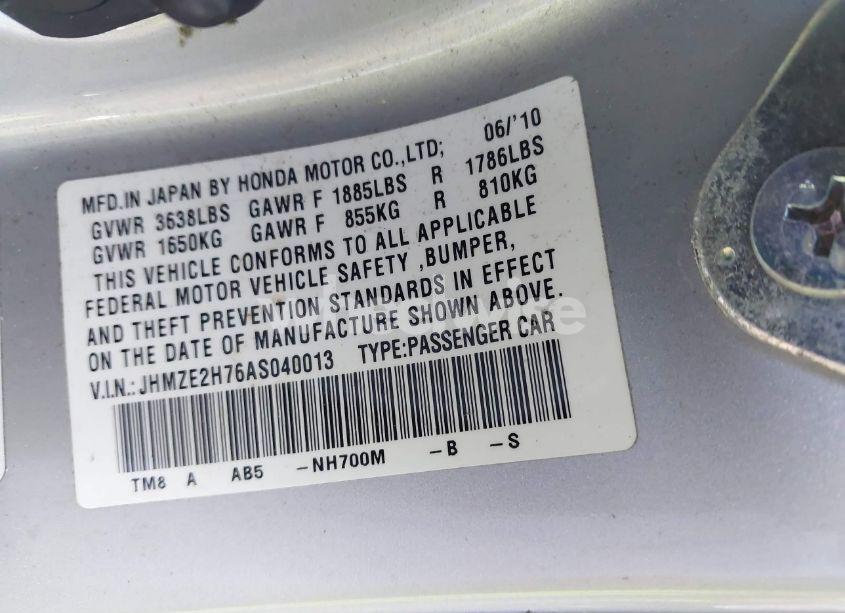 MFD.IN JAPAN BY HONDA MOTOR CO.,LTD; 06/'10
GVWR 3638LBS GAWR F 1885LBS R 1786LBS
GVWR 1650KG GAWR F 855KG R 810KG
THIS VEHICLE CONFORMS TO ALL APPLICABLE
FEDERAL MOTOR VEHICLE SAFETY ,BUMPER,
AND THEFT PREVENTION STANDARDS IN EFFECT
ON THE DATE OF MANUFACTURE SHOWN ABOVE.
V.I.N.: JHMZE2H76AS040013 TYPE:PASSENGER CAR
TM8 A AB5 -NH700M -B -S